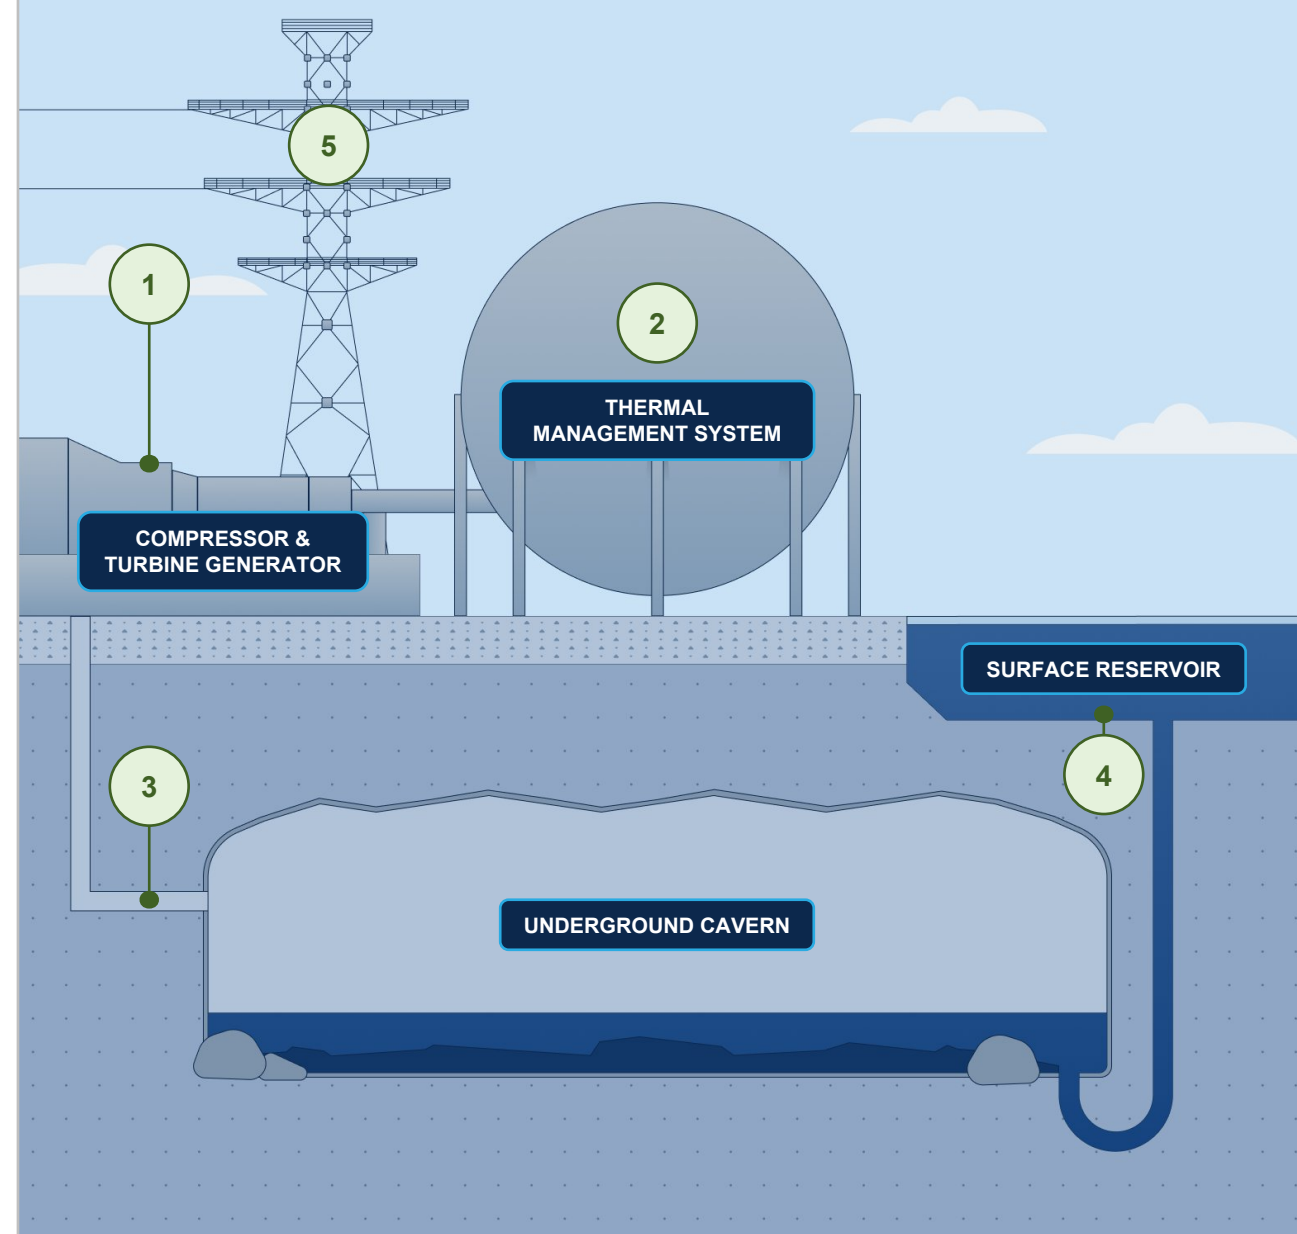 5
1
2
THERMAL
MANAGEMENT SYSTEM
COMPRESSOR &
TURBINE GENERATOR
SURFACE RESERVOIR
3
4
UNDERGROUND CAVERN